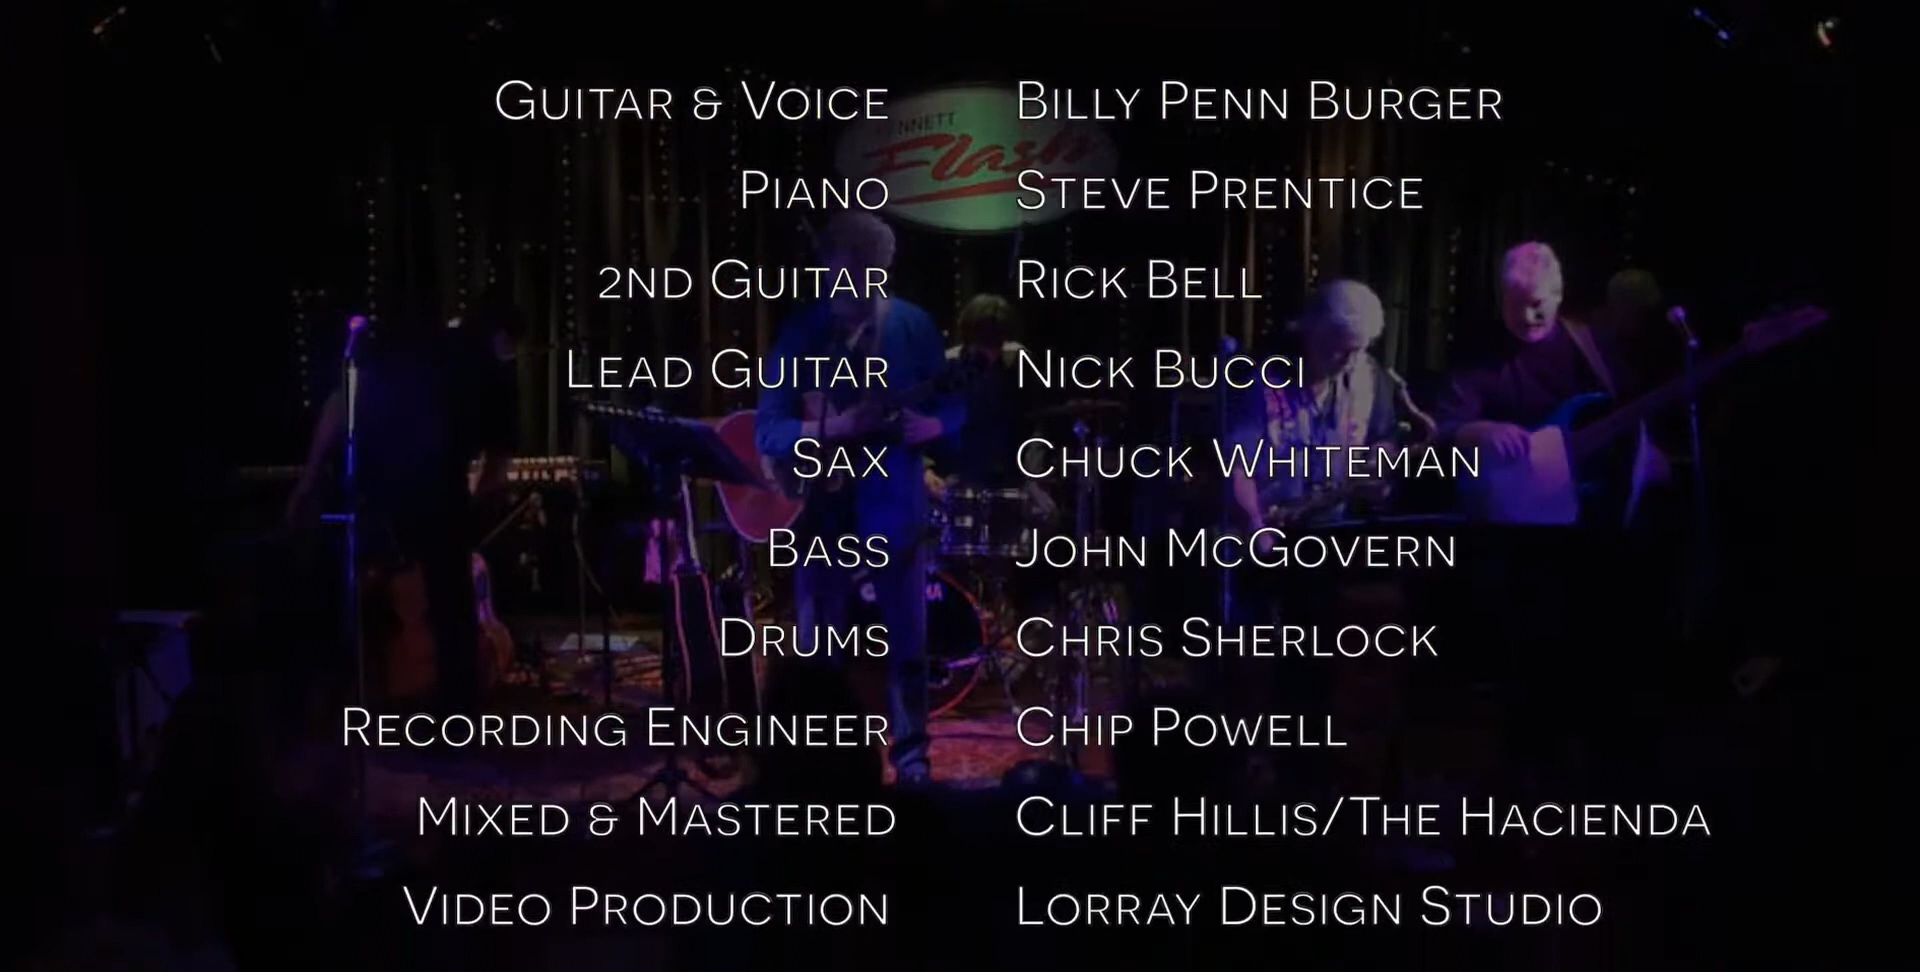 Guitar & Voice Billy Penn Burger
Piano Steve Prentice
2nd Guitar Rick Bell
Lead Guitar Nick Bucci
Sax Chuck Whiteman
Bass John McGovern
Drums Chris Sherlock
Recording Engineer Chip Powell
Mixed & Mastered Cliff Hillis/The Hacienda
Video Production Lorray Design Studio
Flash